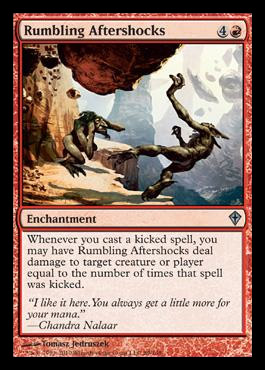 Rumbling Aftershocks 4
Enchantment
Whenever you cast a kicked spell, you
may have Rumbling Aftershocks deal
damage to target creature or player
equal to the number of times that spell
was kicked.
“I like it here.You always get a little more for
your mana.”
—Chandra Nalaar
Tomasz Jedruszek